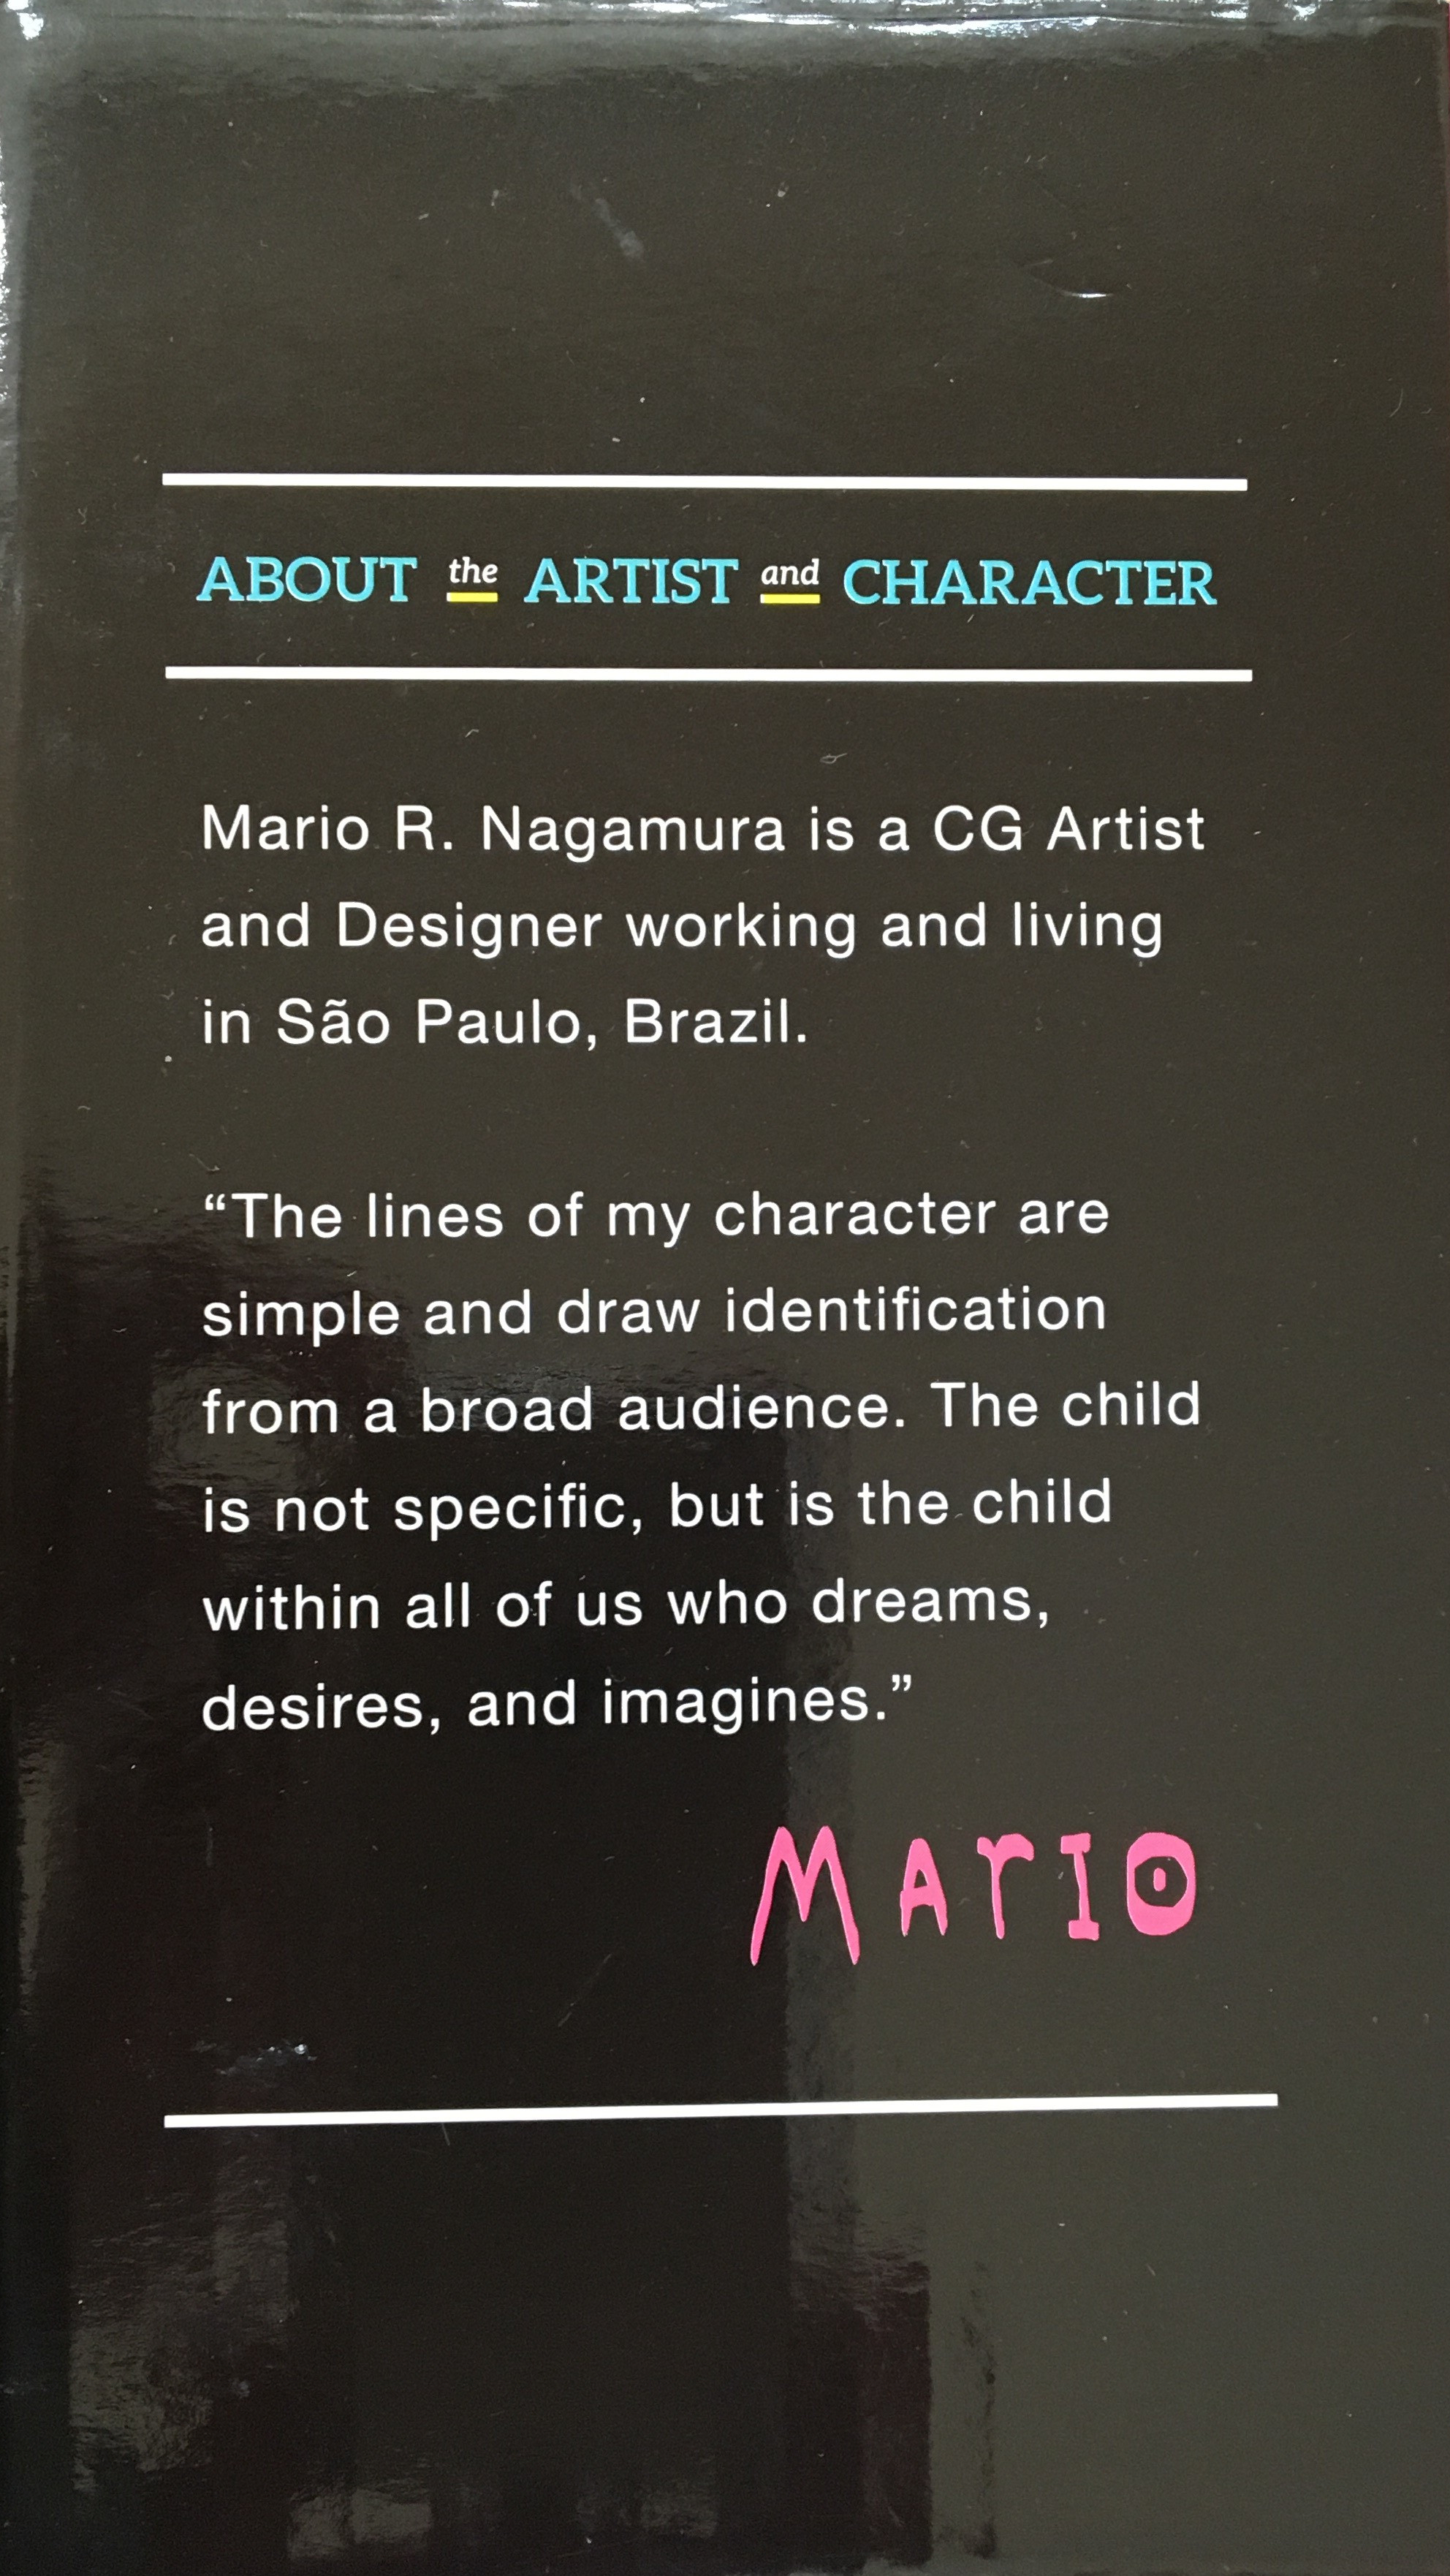 ABOUT the ARTIST and CHARACTER
Mario R. Nagamura is a CG Artist
and Designer working and living
in São Paulo, Brazil.
“The lines of my character are
simple and draw identification
from a broad audience. The child
is not specific, but is the child
within all of us who dreams,
desires, and imagines.”
MArIO